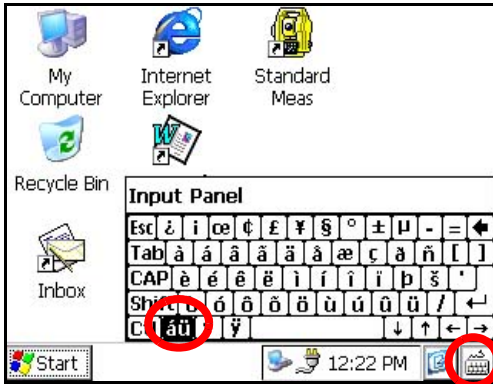 My Computer
Internet Explorer
Standard Meas
Recycle Bin
Inbox
Input Panel
Esc ¿ ¡ œ ¢ £ ¥ § ° ± µ - =
Tab à á â ã ä å æ ç ð ñ [ ]
CAP è é ê ë ì í î ï þ š '
Shift ó ô õ ö ù ú û ü /
áü ÿ ↓ ↑ ← →
Start
12:22 PM